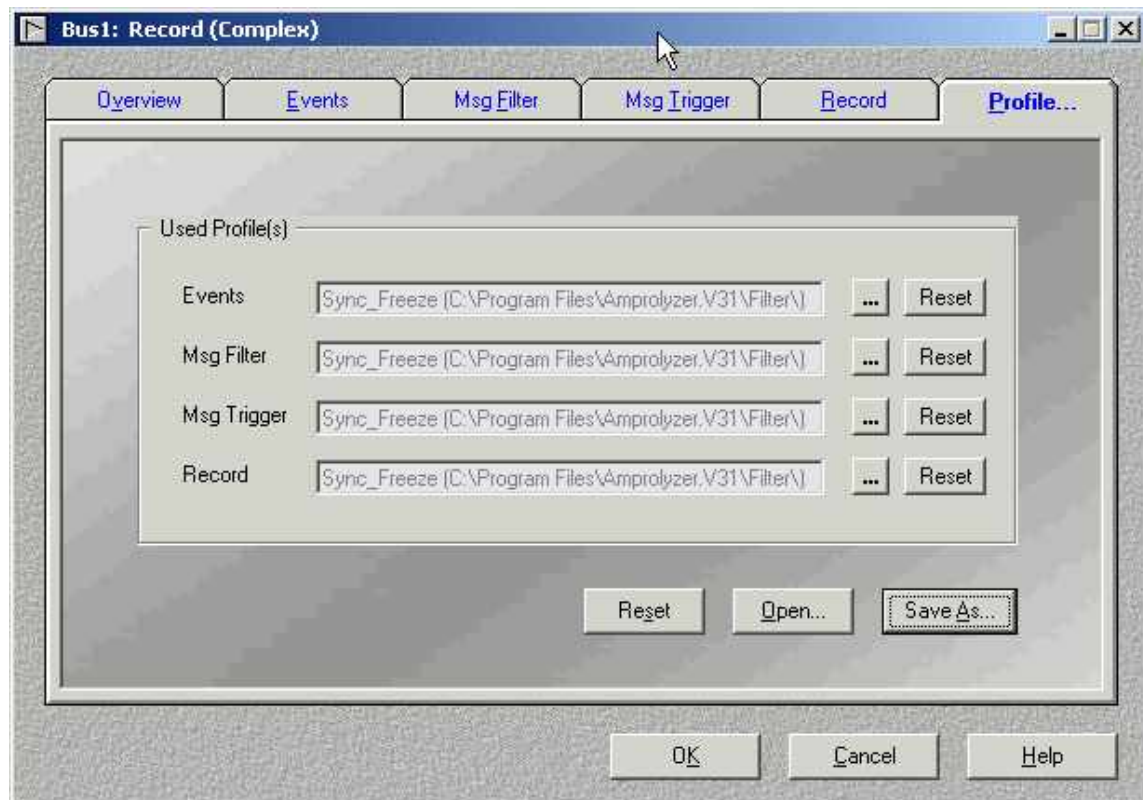 Bus1: Record (Complex)
Overview Events Msg Filter Msg Trigger Record Profile...
Used Profile(s)
Events Sync_Freeze (C:\Program Files\Amprolyzer.V31\Filter\) ... Reset
Msg Filter Sync_Freeze (C:\Program Files\Amprolyzer.V31\Filter\) ... Reset
Msg Trigger Sync_Freeze (C:\Program Files\Amprolyzer.V31\Filter\) ... Reset
Record Sync_Freeze (C:\Program Files\Amprolyzer.V31\Filter\) ... Reset
Reset Open... Save As...
OK Cancel Help